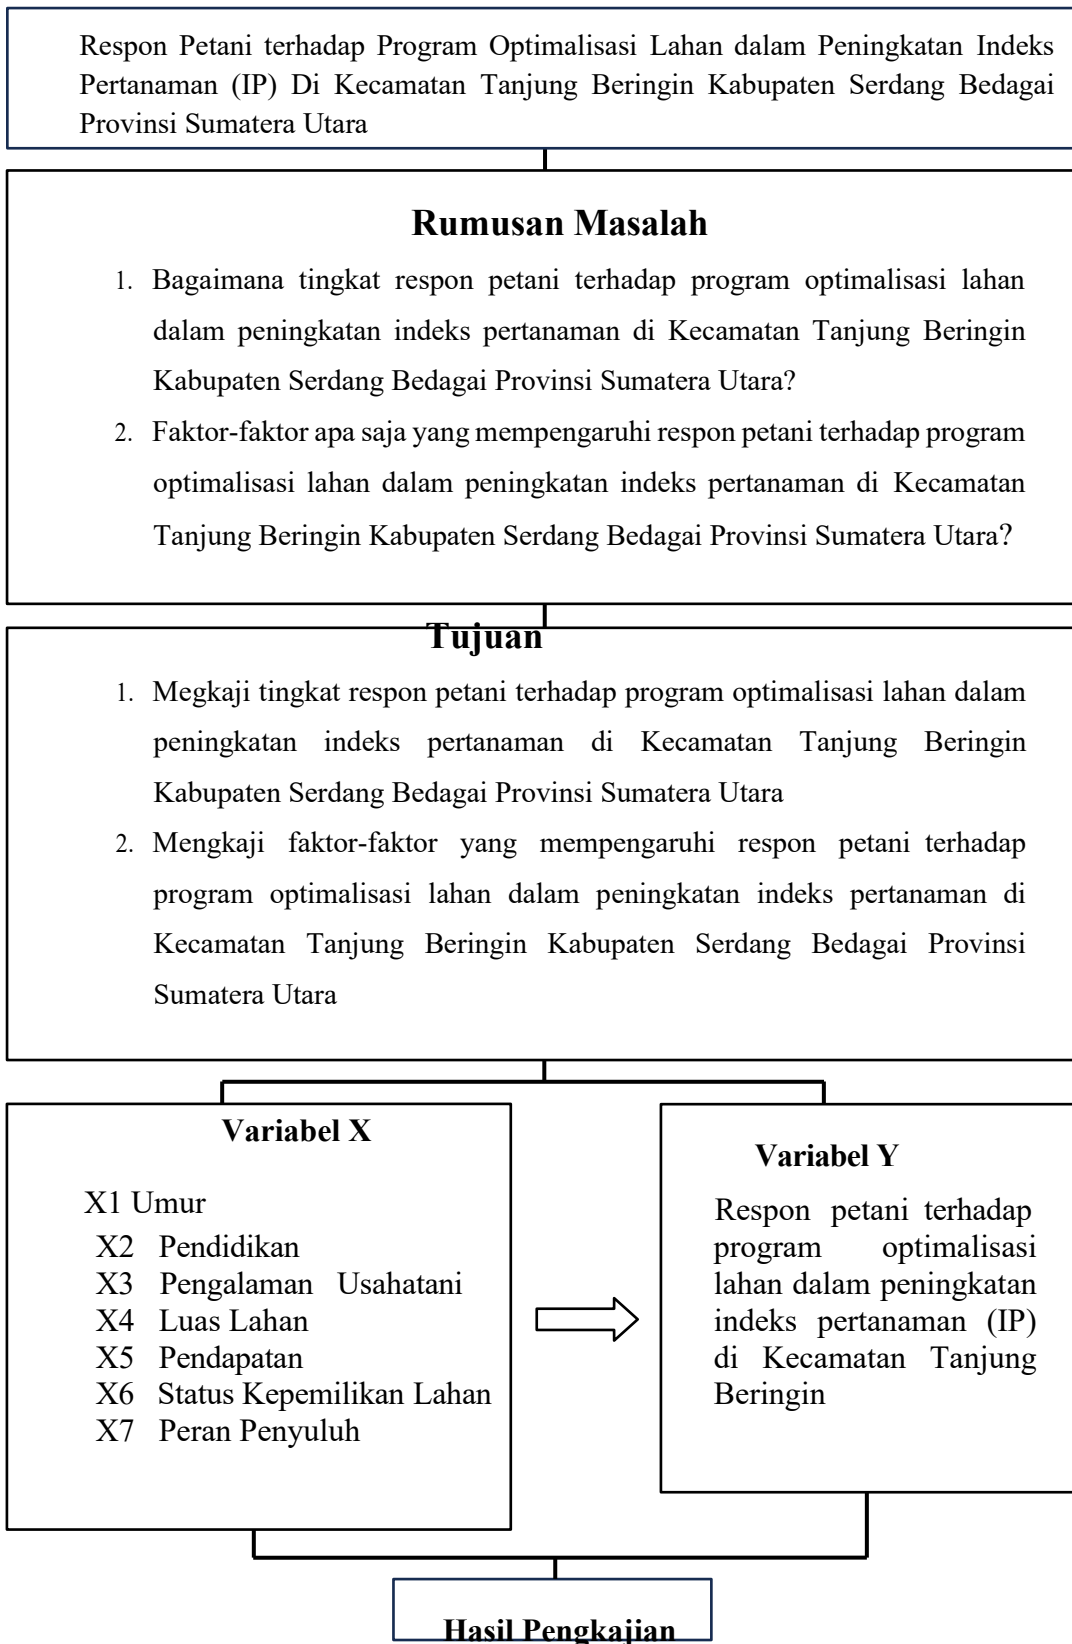 Respon Petani terhadap Program Optimalisasi Lahan dalam Peningkatan Indeks
Pertanaman (IP) Di Kecamatan Tanjung Beringin Kabupaten Serdang Bedagai
Provinsi Sumatera Utara
Rumusan Masalah
1. Bagaimana tingkat respon petani terhadap program optimalisasi lahan
dalam peningkatan indeks pertanaman di Kecamatan Tanjung Beringin
Kabupaten Serdang Bedagai Provinsi Sumatera Utara?
2. Faktor-faktor apa saja yang mempengaruhi respon petani terhadap program
optimalisasi lahan dalam peningkatan indeks pertanaman di Kecamatan
Tanjung Beringin Kabupaten Serdang Bedagai Provinsi Sumatera Utara?
Tujuan
1. Megkaji tingkat respon petani terhadap program optimalisasi lahan dalam
peningkatan indeks pertanaman di Kecamatan Tanjung Beringin
Kabupaten Serdang Bedagai Provinsi Sumatera Utara
2. Mengkaji faktor-faktor yang mempengaruhi respon petani terhadap
program optimalisasi lahan dalam peningkatan indeks pertanaman di
Kecamatan Tanjung Beringin Kabupaten Serdang Bedagai Provinsi
Sumatera Utara
Variabel X
X1 Umur
X2 Pendidikan
X3 Pengalaman Usahatani
X4 Luas Lahan
X5 Pendapatan
X6 Status Kepemilikan Lahan
X7 Peran Penyuluh
Variabel Y
Respon petani terhadap
program optimalisasi
lahan dalam peningkatan
indeks pertanaman (IP)
di Kecamatan Tanjung
Beringin
Hasil Pengkajian